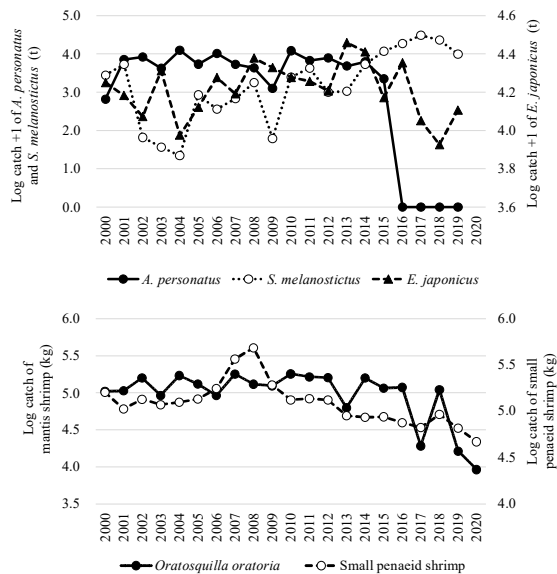 Log catch +1 of A. personatus
and S. melanostictus (t)
5.0
4.0
3.0
2.0
1.0
0.0
4.6
4.4
4.2
4.0
3.8
3.6
Log catch +1 of E. japonicus (t)
2000 2001 2002 2003 2004 2005 2006 2007 2008 2009 2010 2011 2012 2013 2014 2015 2016 2017 2018 2019 2020
A. personatus S. melanostictus E. japonicus
Log catch of
mantis shrimp (kg)
6.0
5.5
5.0
4.5
4.0
3.5
6.0
5.5
5.0
4.5
4.0
Log catch of small
penaeid shrimp (kg)
2000 2001 2002 2003 2004 2005 2006 2007 2008 2009 2010 2011 2012 2013 2014 2015 2016 2017 2018 2019 2020
Oratosquilla oratoria Small penaeid shrimp